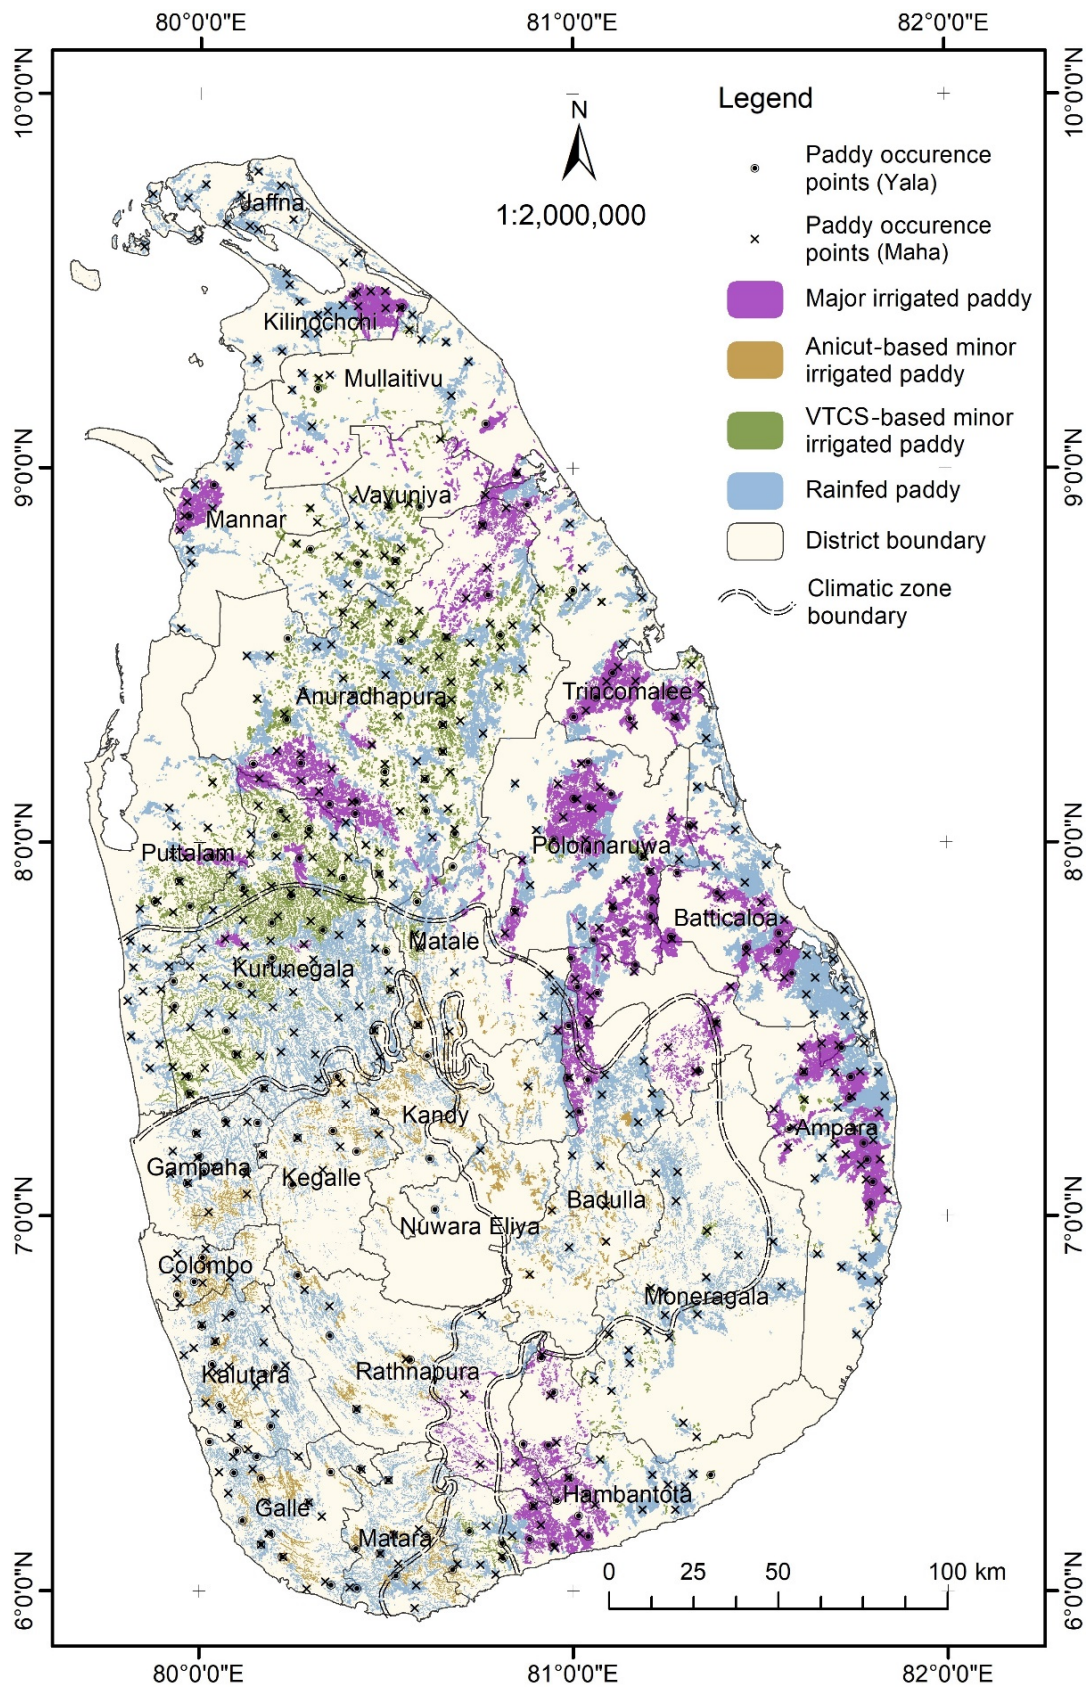 80°0'0"E
81°0'0"E
82°0'0"E
10°0'0"N
10°0'0"N
Legend
N
1:2,000,000
Paddy occurence
points (Yala)
Paddy occurence
points (Maha)
Major irrigated paddy
Anicut-based minor
irrigated paddy
VTCS-based minor
irrigated paddy
Rainfed paddy
District boundary
Climatic zone
boundary
Jaffna
Kilinochchi
Mullaitivu
9°0'0"N
9°0'0"N
Vavuniya
Mannar
Anuradhapura
Trincomalee
8°0'0"N
8°0'0"N
Puttalam
Polonnaruwa
Batticaloa
Matale
Kurunegala
Kandy
Ampara
Gampaha
Kegalle
Badulla
7°0'0"N
7°0'0"N
Nuwara Eliya
Colombo
Moneragala
Kalutara
Rathnapura
Galle
Hambantota
Matara
6°0'0"N
6°0'0"N
0
25
50
100 km
80°0'0"E
81°0'0"E
82°0'0"E